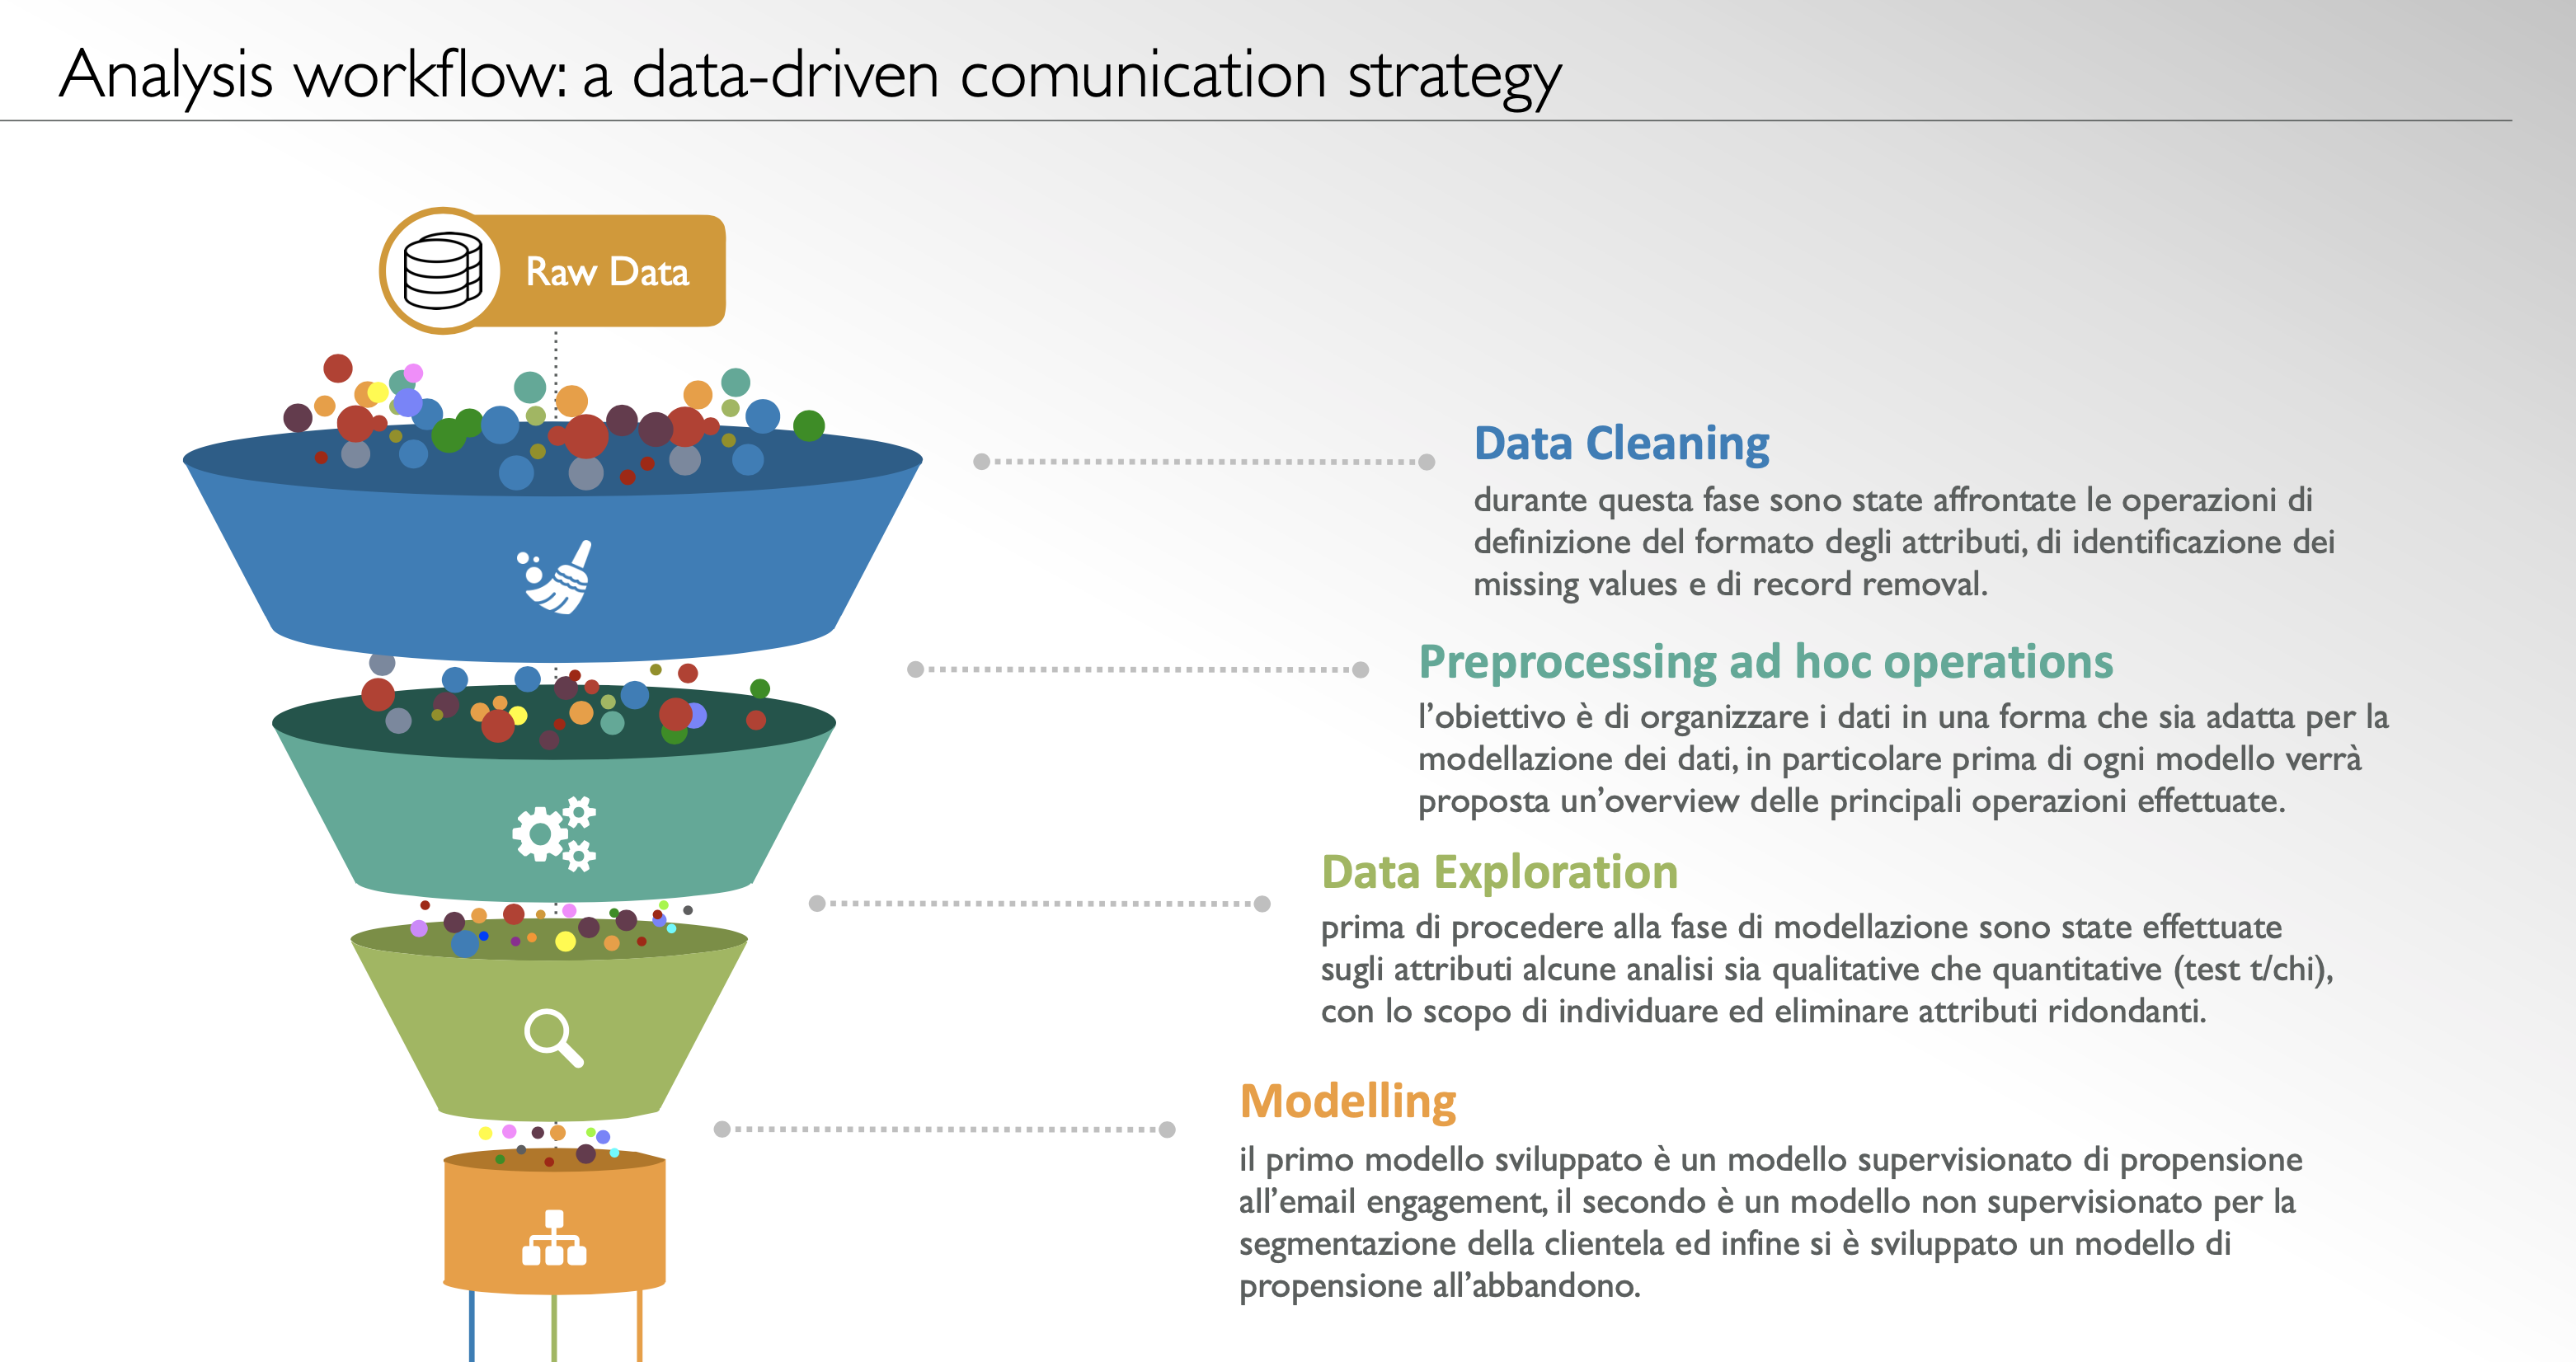 Analysis workflow: a data-driven comunication strategy
Raw Data
Data Cleaning
durante questa fase sono state affrontate le operazioni di
definizione del formato degli attributi, di identificazione dei
missing values e di record removal.
Preprocessing ad hoc operations
l’obiettivo è di organizzare i dati in una forma che sia adatta per la
modellazione dei dati, in particolare prima di ogni modello verrà
proposta un’overview delle principali operazioni effettuate.
Data Exploration
prima di procedere alla fase di modellazione sono state effettuate
sugli attributi alcune analisi sia qualitative che quantitative (test t/chi),
con lo scopo di individuare ed eliminare attributi ridondanti.
Modelling
il primo modello sviluppato è un modello supervisionato di propensione
all’email engagement, il secondo è un modello non supervisionato per la
segmentazione della clientela ed infine si è sviluppato un modello di
propensione all’abbandono.